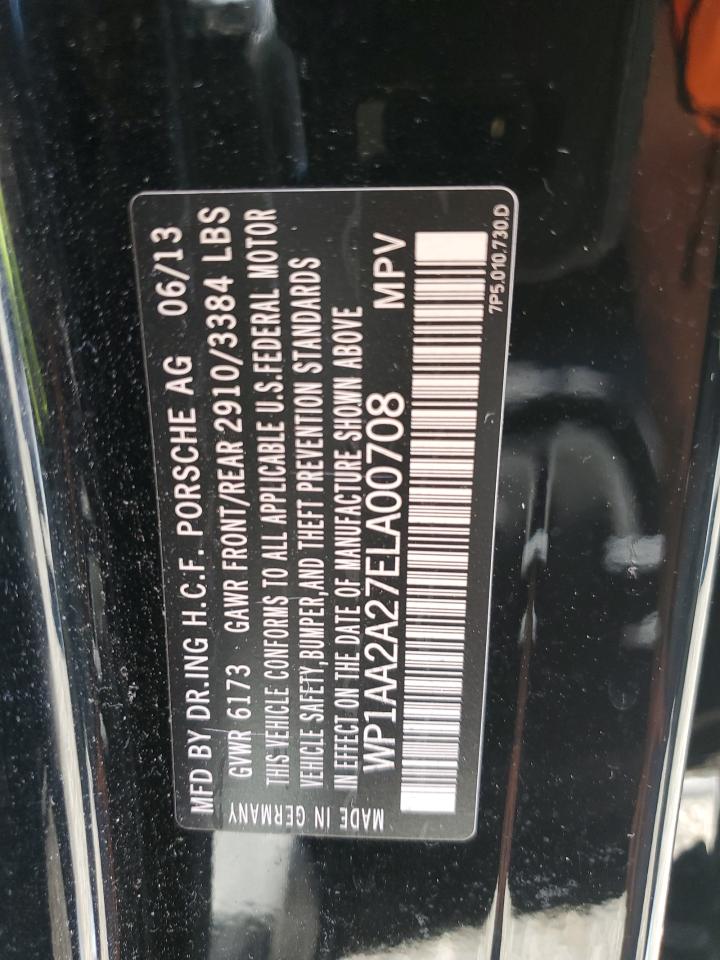 MFD BY DR.ING H.C.F. PORSCHE AG 06/13
GVWR 6173 GAWR FRONT/REAR 2910/3384 LBS
THIS VEHICLE CONFORMS TO ALL APPLICABLE U.S.FEDERAL MOTOR
VEHICLE SAFETY,BUMPER,AND THEFT PREVENTION STANDARDS
IN EFFECT ON THE DATE OF MANUFACTURE SHOWN ABOVE
WP1AA2A27ELA00708 MPV
7P5.010.730.D
MADE IN GERMANY